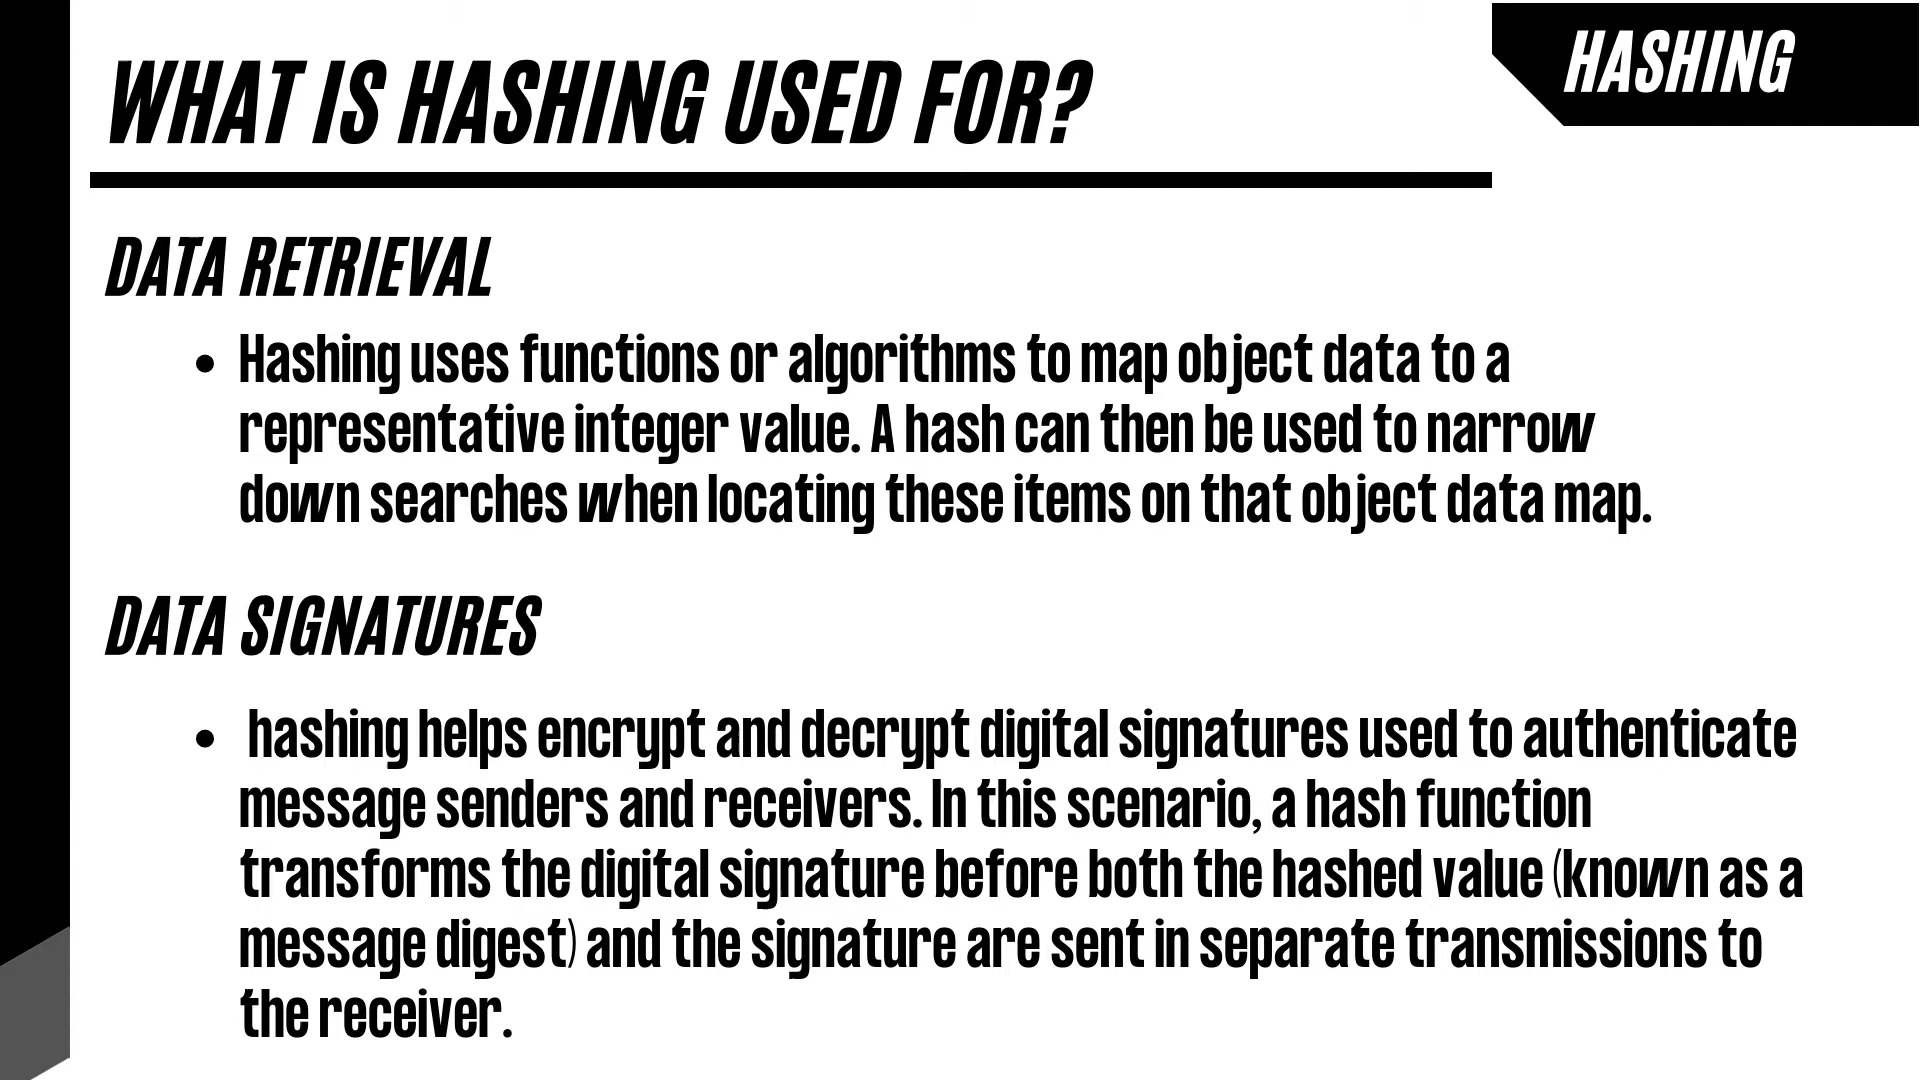 HASHING
WHAT IS HASHING USED FOR?
DATA RETRIEVAL
• Hashing uses functions or algorithms to map object data to a
representative integer value. A hash can then be used to narrow
down searches when locating these items on that object data map.
DATA SIGNATURES
• hashing helps encrypt and decrypt digital signatures used to authenticate
message senders and receivers. In this scenario, a hash function
transforms the digital signature before both the hashed value (known as a
message digest) and the signature are sent in separate transmissions to
the receiver.